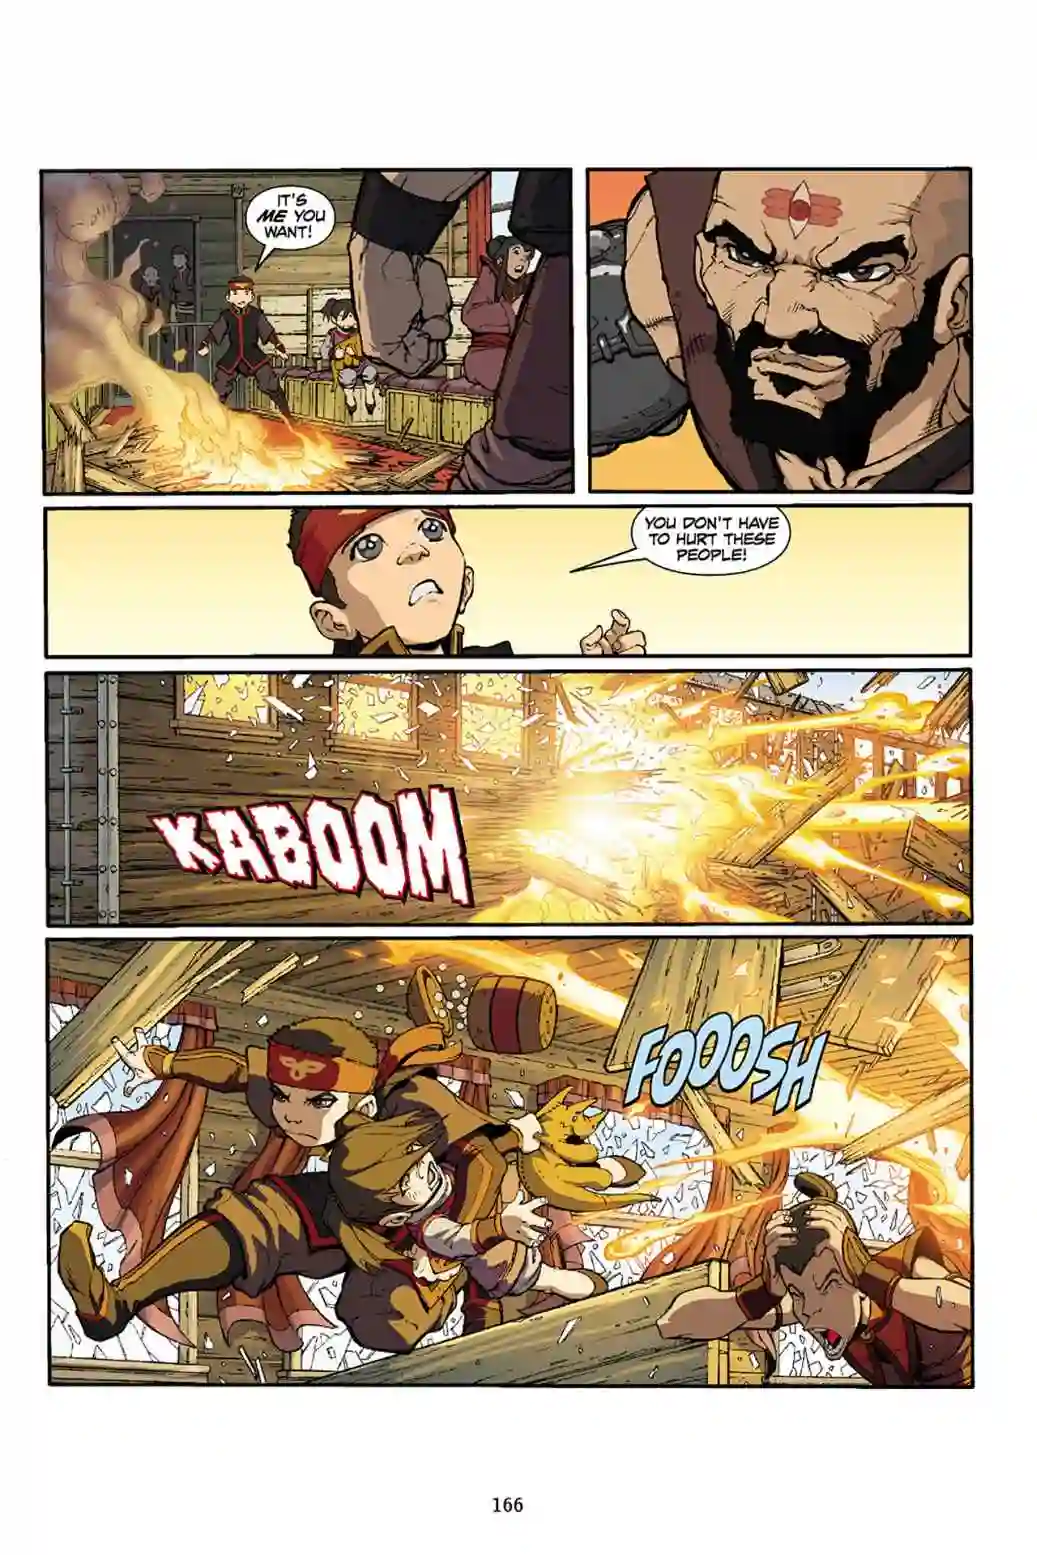 IT'S
ME YOU
WANT!
YOU DON'T HAVE
TO HURT THESE
PEOPLE!
KABOOM
FOOOSH
166